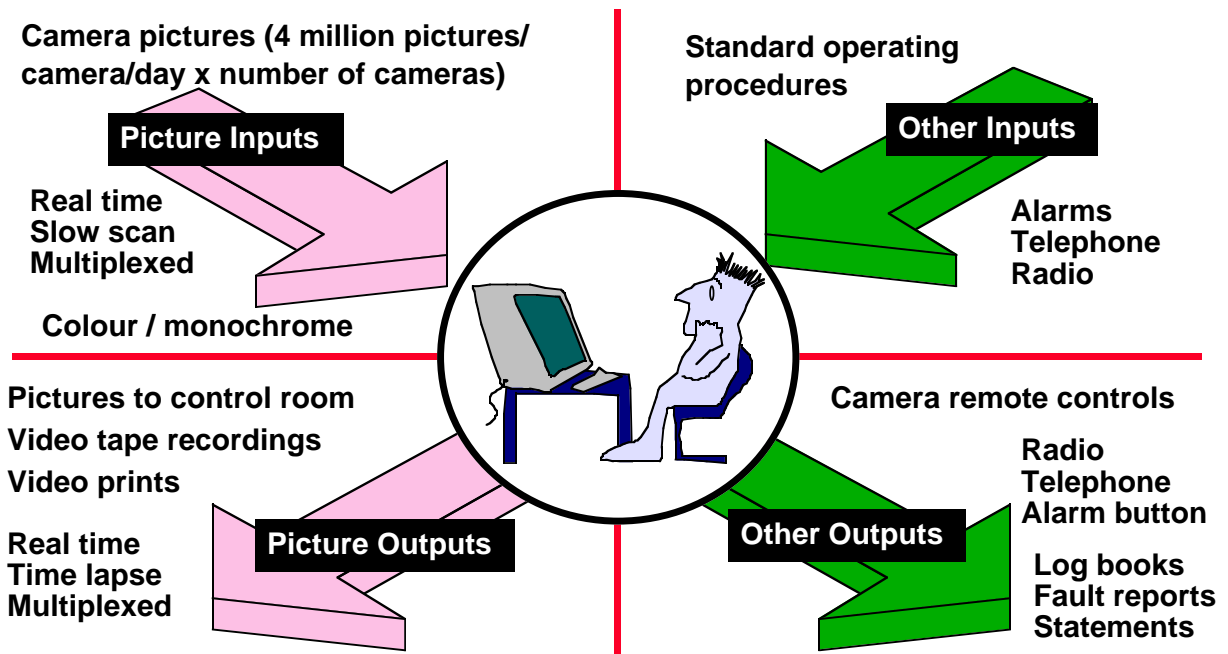 Camera pictures (4 million pictures/
camera/day x number of cameras)
Picture Inputs
Real time
Slow scan
Multiplexed
Colour / monochrome
Standard operating
procedures
Other Inputs
Alarms
Telephone
Radio
Pictures to control room
Video tape recordings
Video prints
Picture Outputs
Real time
Time lapse
Multiplexed
Camera remote controls
Radio
Telephone
Alarm button
Other Outputs
Log books
Fault reports
Statements